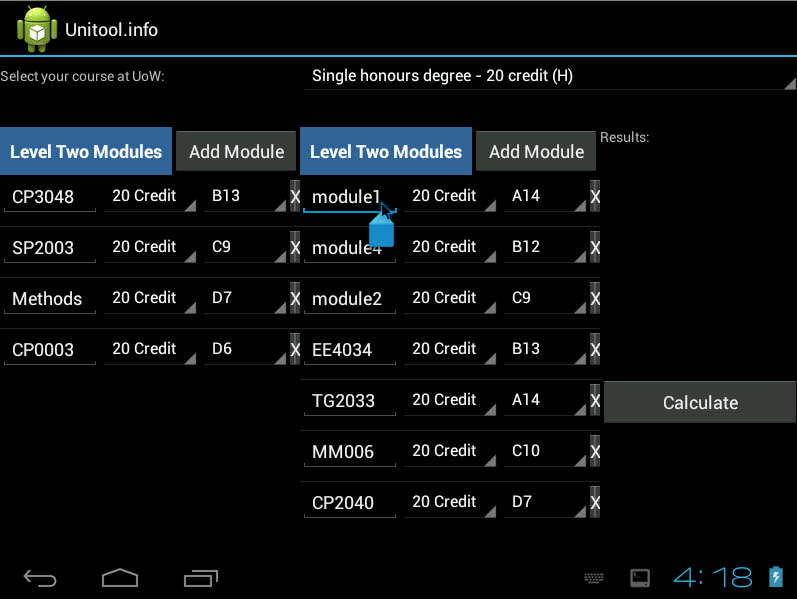 Unitool.info
Select your course at UoW: Single honours degree - 20 credit (H)
Level Two Modules Add Module Level Two Modules Add Module Results:
CP3048 20 Credit B13 X module1 20 Credit A14 X
SP2003 20 Credit C9 X module4 20 Credit B12 X
Methods 20 Credit D7 X module2 20 Credit C9 X
CP0003 20 Credit D6 X EE4034 20 Credit B13 X
TG2033 20 Credit A14 X Calculate
MM006 20 Credit C10 X
CP2040 20 Credit D7 X
4:18